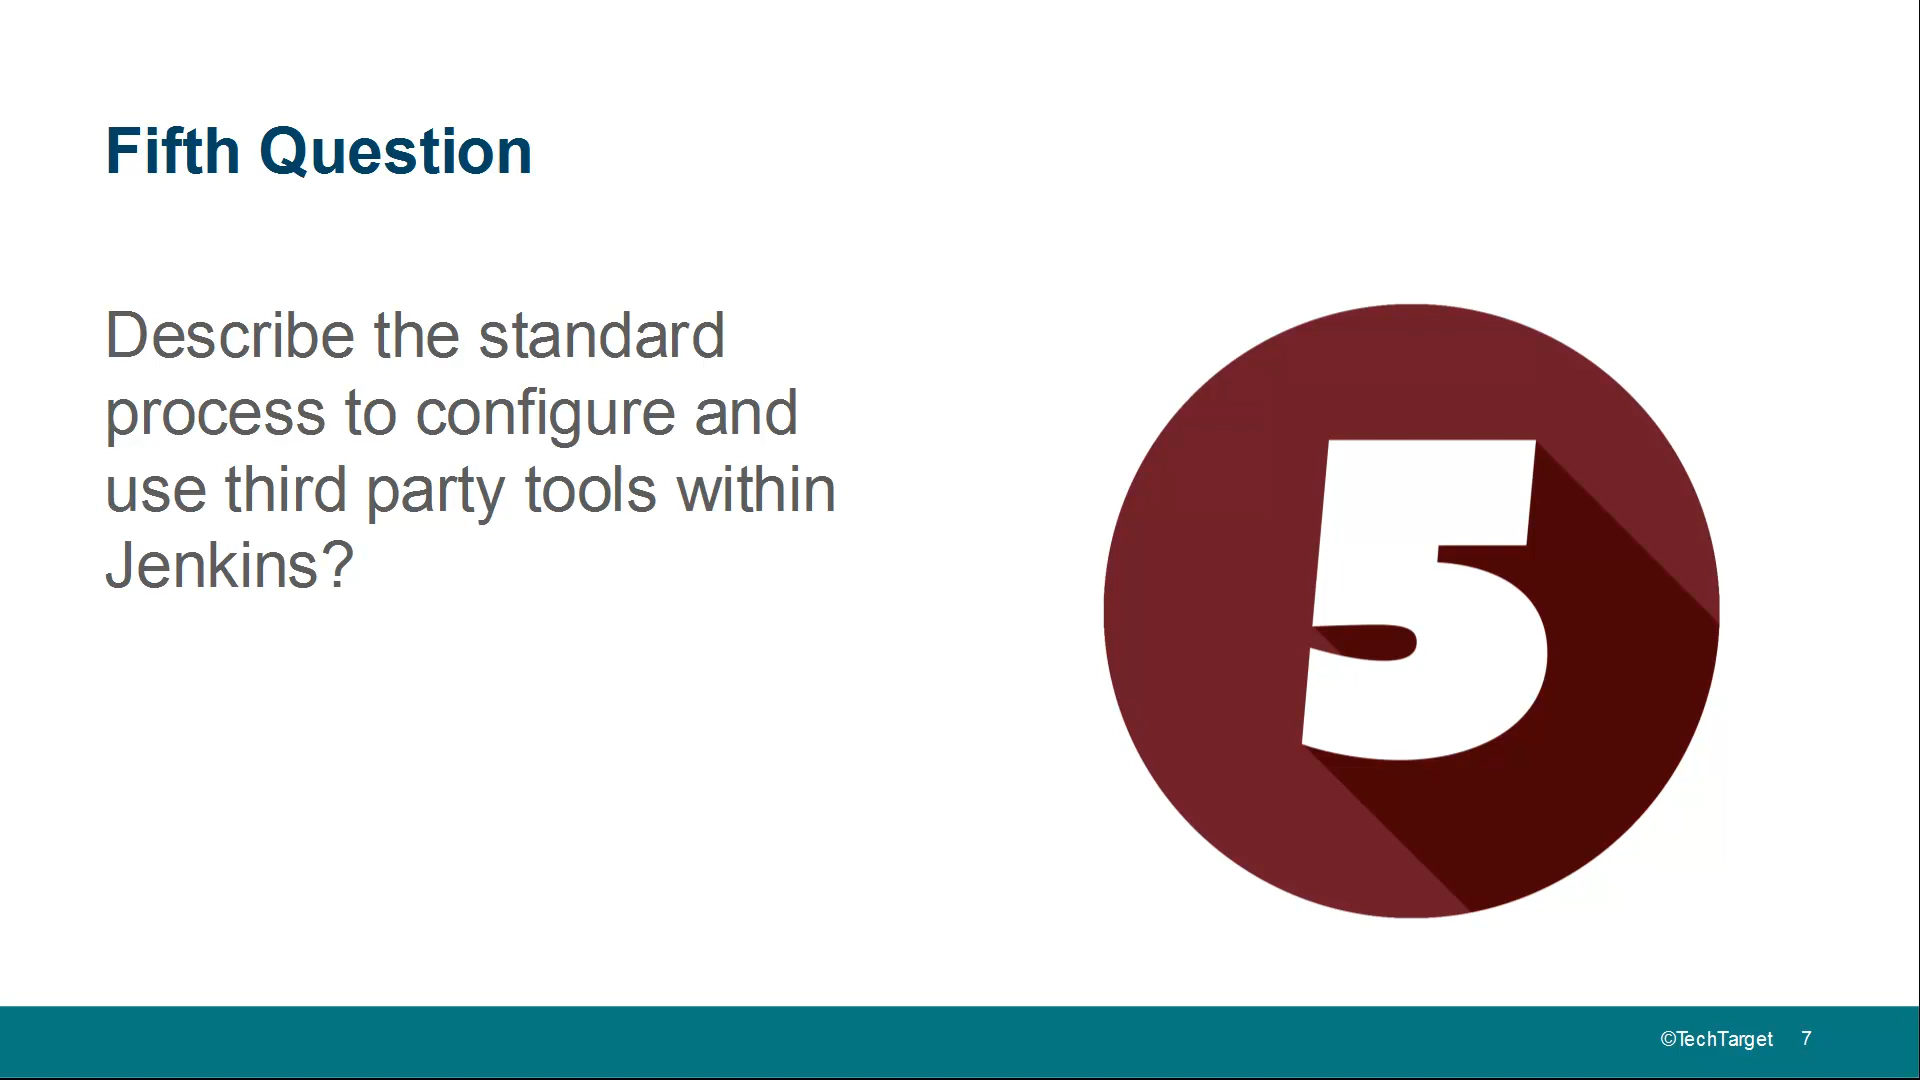 Fifth Question
Describe the standard
process to configure and
use third party tools within
Jenkins?
5
©TechTarget 7